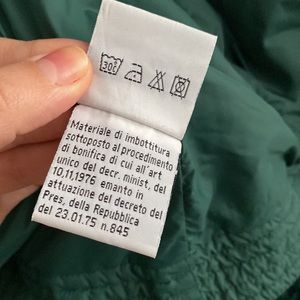 30°C
Materiale di imbottitura,
sottoposto al procedimento
di bonifica di cui all'art
unico del decr. minist, del
10,11,1976 emanto in
attuazione del decreto del
Pres, della Repubblica
del 23.01.75 n.845